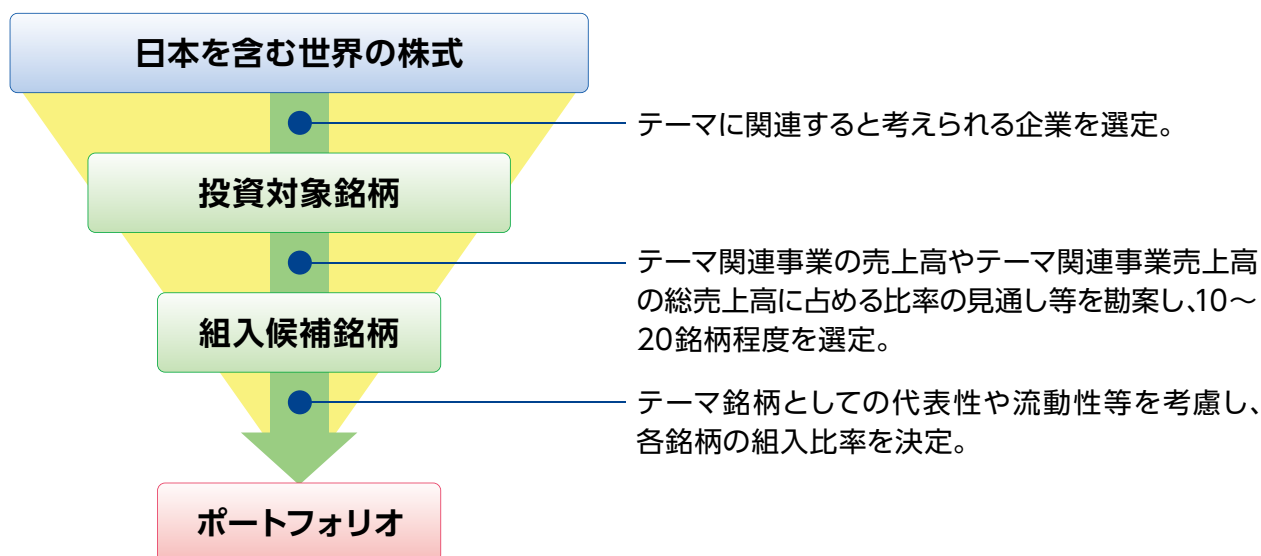 日本を含む世界の株式
テーマに関連すると考えられる企業を選定。
投資対象銘柄
テーマ関連事業の売上高やテーマ関連事業売上高
の総売上高に占める比率の見通し等を勘案し、10～
20銘柄程度を選定。
組入候補銘柄
テーマ銘柄としての代表性や流動性等を考慮し、
各銘柄の組入比率を決定。
ポートフォリオ